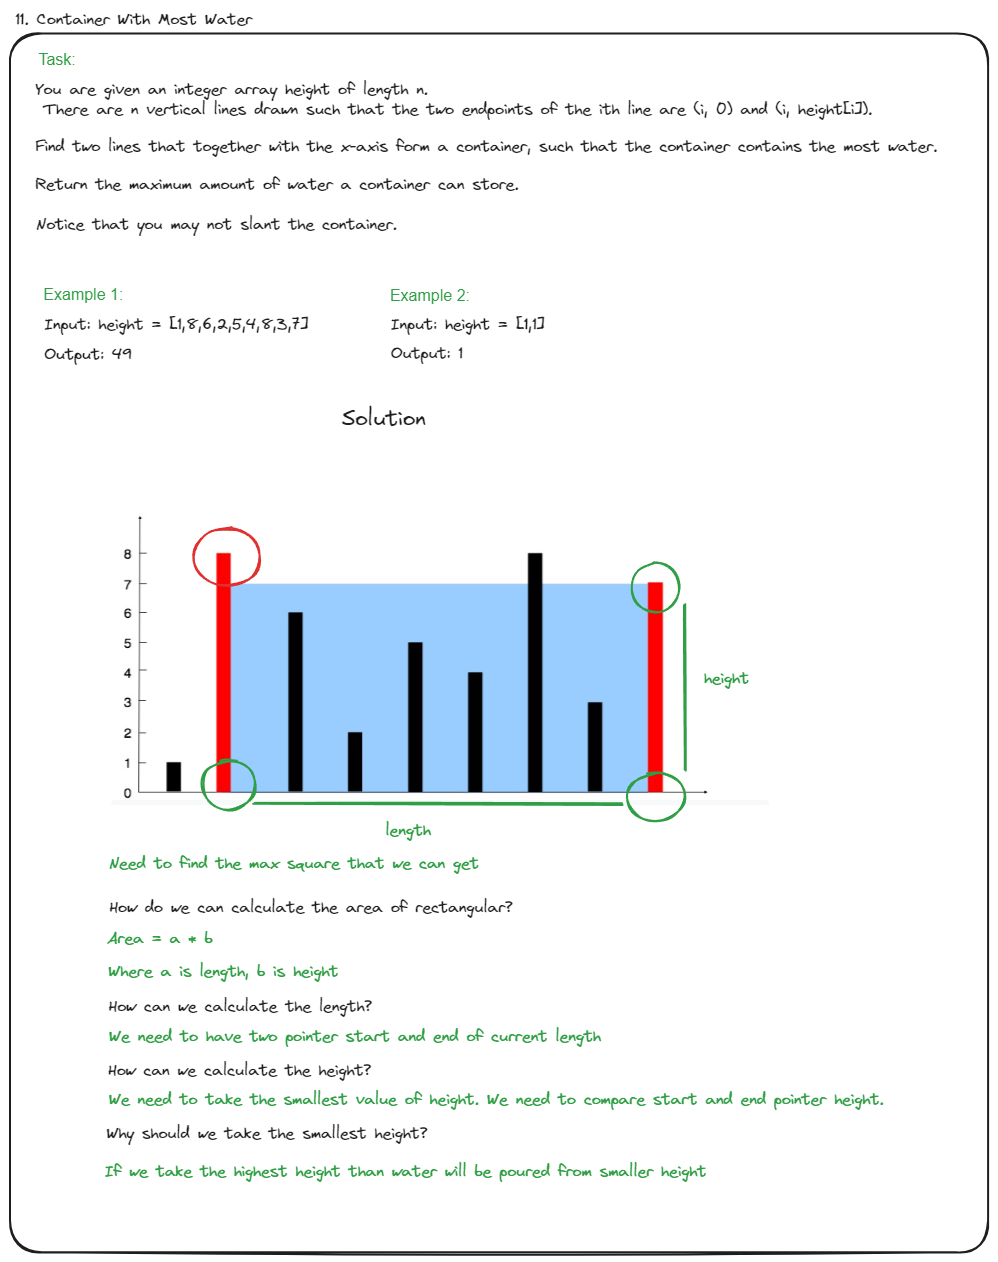 11. Container With Most Water
Task:
You are given an integer array height of length n.
There are n vertical lines drawn such that the two endpoints of the ith line are (i, 0) and (i, height[i]).
Find two lines that together with the x-axis form a container, such that the container contains the most water.
Return the maximum amount of water a container can store.
Notice that you may not slant the container.
Example 1:
Input: height = [1,8,6,2,5,4,8,3,7]
Output: 49
Example 2:
Input: height = [1,1]
Output: 1
Solution
8
7
6
5
4
3
2
1
0
height
length
Need to find the max square that we can get
How do we can calculate the area of rectangular?
Area = a * b
Where a is length, b is height
How can we calculate the length?
We need to have two pointer start and end of current length
How can we calculate the height?
We need to take the smallest value of height. We need to compare start and end pointer height.
Why should we take the smallest height?
If we take the highest height than water will be poured from smaller height